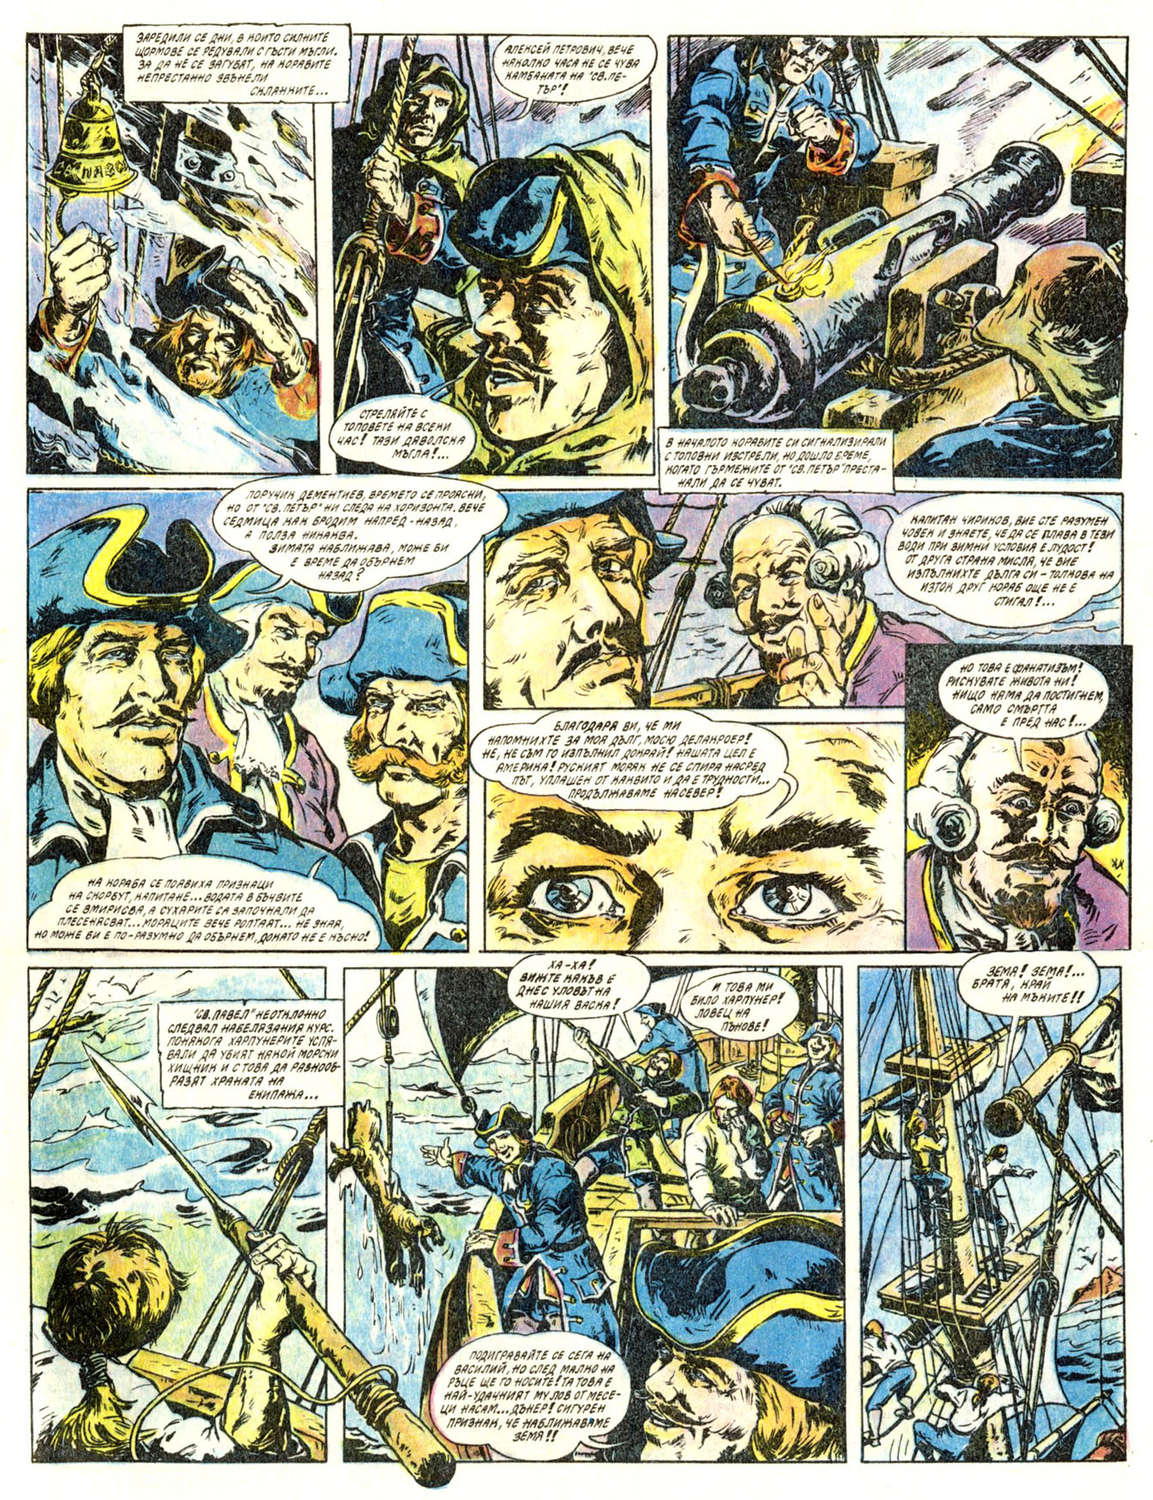 ЗАРЕДИЛИ СЕ ДНИ, В КОИТО СИЛНИТЕ
ЩОРМОВЕ СЕ РЕДУВАЛИ С ГЪСТИ МЪГЛИ.
ЗА ДА НЕ СЕ ЗАГУБЯТ, НА КОРАБИТЕ
НЕПРЕСТАННО ЗВЪНЕЛИ
СКЛЯНКИТЕ...
АЛЕКСЕЙ ПЕТРОВИЧ, ВЕЧЕ
НЯКОЛКО ЧАСА НЕ СЕ ЧУВА
КАМБАНАТА НА "СВ. ПЕ-
ТЪР"!
СТРЕЛЯЙТЕ С
ТОПОВЕТЕ НА ВСЕКИ
ЧАС! ТАЗИ ДЯВОЛСКА
МЪГЛА!...
В НАЧАЛОТО КОРАБИТЕ СИ СИГНАЛИЗИРАЛИ
С ТОПОВНИ ИЗСТРЕЛИ, НО ДОШЛО ВРЕМЕ,
КОГАТО ГЪРМЕЖИТЕ ОТ "СВ. ПЕТЪР" ПРЕСТА-
НАЛИ ДА СЕ ЧУВАТ.
ПОРУЧИК ДЕМЕНТИЕВ, ВРЕМЕТО СЕ ПРОЯСНИ,
НО ОТ "СВ. ПЕТЪР" НИ СЛЕДА НА ХОРИЗОНТА. ВЕЧЕ
СЕДМИЦА КАК БРОДИМ НАПРЕД-НАЗАД,
А ПОЛЗА НИКАКВА.
ЗИМАТА НАБЛИЖАВА, МОЖЕ БИ
Е ВРЕМЕ ДА ОБЪРНЕМ
НАЗАД?
НА КОРАБА СЕ ПОЯВИХА ПРИЗНАЦИ
НА СКОРБУТ, КАПИТАНЕ... ВОДАТА В БЪЧВИТЕ
СЕ ВМИРИСВА, А СУХАРИТЕ СА ЗАПОЧНАЛИ ДА
ПЛЕСЕНЯСВАТ... МОРЯЦИТЕ ВЕЧЕ РОПТАЯТ... НЕ ЗНАЯ,
НО МОЖЕ БИ Е ПО-РАЗУМНО ДА ОБЪРНЕМ, ДОКАТО НЕ Е КЪСНО!
КАПИТАН ЧИРИКОВ, ВИЕ СТЕ РАЗУМЕН
ЧОВЕК И ЗНАЕТЕ, ЧЕ ДА СЕ ПЛАВА В ТЕЗИ
ВОДИ ПРИ ЗИМНИ УСЛОВИЯ Е ЛУДОСТ!
ОТ ДРУГА СТРАНА МИСЛЯ, ЧЕ ВИЕ
ИЗПЪЛНИХТЕ ДЪЛГА СИ - ТОЛКОВА НА
ИЗТОК ДРУГ КОРАБ ОЩЕ НЕ Е
СТИГАЛ!...
БЛАГОДАРЯ ВИ, ЧЕ МИ
НАПОМНИХТЕ ЗА МОЯ ДЪЛГ, МОСЮ ДЕЛАКРОЕР!
НЕ, НЕ СЪМ ГО ИЗПЪЛНИЛ ДОКРАЙ! НАШАТА ЦЕЛ Е
АМЕРИКА! РУСКИЯТ МОРЯК НЕ СЕ СПИРА НАСРЕД
ПЪТ, УПЛАШЕН ОТ КАКВИТО И ДА Е ТРУДНОСТИ...
ПРОДЪЛЖАВАМЕ НАСЕВЕР!
НО ТОВА Е ФАНАТИЗЪМ!
РИСКУВАТЕ ЖИВОТА НИ!
НИЩО НЯМА ДА ПОСТИГНЕМ,
САМО СМЪРТТА
Е ПРЕД НАС!...
"СВ. ПАВЕЛ" НЕОТКЛОННО
СЛЕДВАЛ НАБЕЛЯЗАНИЯ КУРС.
ПОНЯКОГА ХАРПУНЕРИТЕ УСПЯ-
ВАЛИ ДА УБИЯТ НЯКОЙ МОРСКИ
ХИЩНИК И С ТОВА ДА РАЗНООБ-
РАЗЯТ ХРАНАТА НА
ЕКИПАЖА...
ХА-ХА!
ВИЖТЕ КАКЪВ Е
ДНЕС УЛОВЪТ НА
НАШИЯ ВАСКА!
И ТОВА МИ
БИЛО ХАРПУНЕР!
ЛОВЕЦ НА
ПЪНОВЕ!
ПОДИГРАВАЙТЕ СЕ СЕГА НА
ВАСИЛИЙ, НО СЛЕД МАЛКО НА
РЪЦЕ ЩЕ ГО НОСИТЕ! ТА ТОВА Е
НАЙ-УДАЧНИЯТ МУ ЛОВ ОТ МЕСЕ-
ЦИ НАСАМ... ДЪНЕР! СИГУРЕН
ПРИЗНАК, ЧЕ НАБЛИЖАВАМЕ
ЗЕМЯ!!
ЗЕМЯ! ЗЕМЯ!...
БРАТЯ, КРАЙ
НА МЪКИТЕ!!